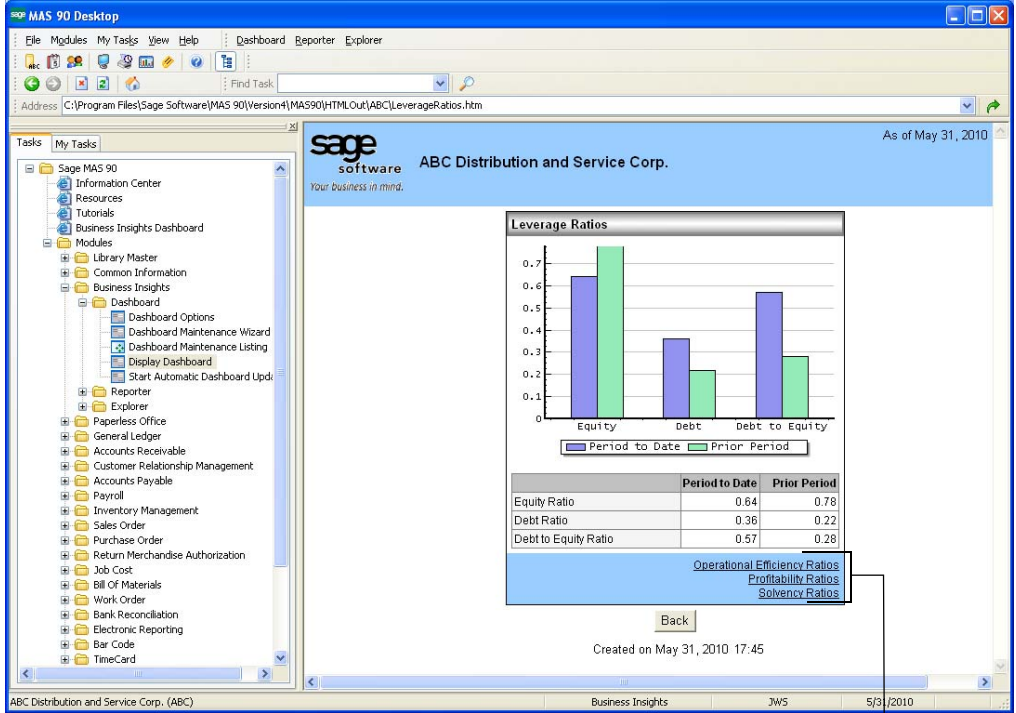 sage MAS 90 Desktop
File Modules My Tasks View Help Dashboard Reporter Explorer
Find Task
Address C:\Program Files\Sage Software\MAS 90\Version4\MAS90\HTMLOut\ABC\LeverageRatios.htm
Tasks My Tasks
Sage MAS 90
Information Center
Resources
Tutorials
Business Insights Dashboard
Modules
Library Master
Common Information
Business Insights
Dashboard
Dashboard Options
Dashboard Maintenance Wizard
Dashboard Maintenance Listing
Display Dashboard
Start Automatic Dashboard Upda
Reporter
Explorer
Paperless Office
General Ledger
Accounts Receivable
Customer Relationship Management
Accounts Payable
Payroll
Inventory Management
Sales Order
Purchase Order
Return Merchandise Authorization
Job Cost
Bill Of Materials
Work Order
Bank Reconciliation
Electronic Reporting
Bar Code
TimeCard
As of May 31, 2010
sage
software
Your business in mind.
ABC Distribution and Service Corp.
Leverage Ratios
0.7
0.6
0.5
0.4
0.3
0.2
0.1
0
Equity Debt Debt to Equity
Period to Date Prior Period
Period to Date Prior Period
Equity Ratio 0.64 0.78
Debt Ratio 0.36 0.22
Debt to Equity Ratio 0.57 0.28
Operational Efficiency Ratios
Profitability Ratios
Solvency Ratios
Back
Created on May 31, 2010 17:45
ABC Distribution and Service Corp. (ABC) Business Insights JWS 5/31/2010